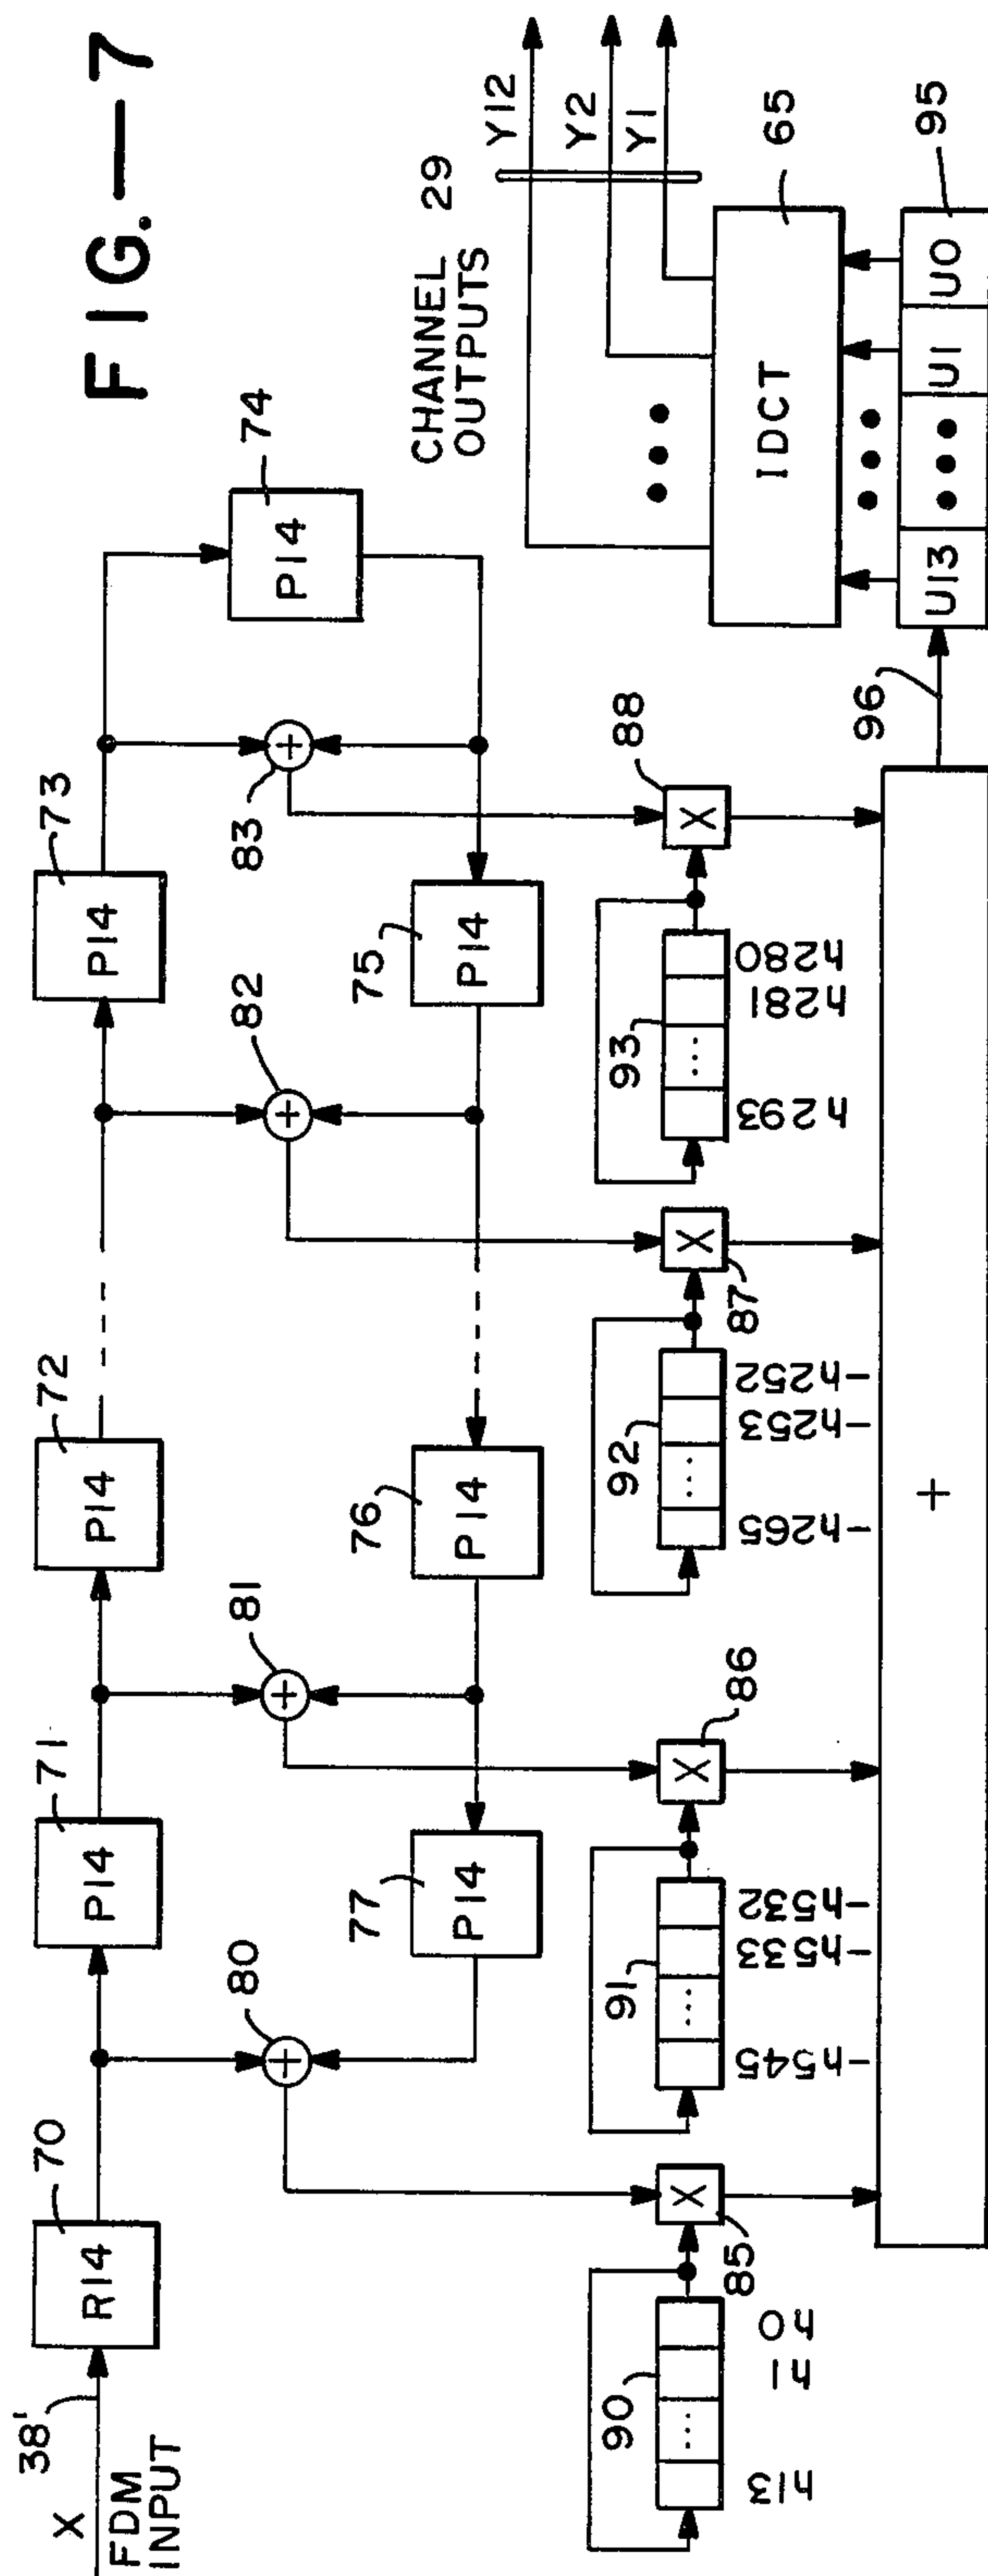 FIG.—7
38'
X
FDM
INPUT
70
R14
71
P14
72
P14
73
P14
74
P14
80
+
81
+
82
+
83
+
77
P14
76
P14
75
P14
CHANNEL
OUTPUTS 29
Y12
Y2
Y1
•••
IDCT
65
•••
U13
•••
U1
U0
95
96
90
...
h13
h1
h0
85
X
91
...
-h545
-h533
-h532
86
X
92
...
-h265
-h253
-h252
87
X
93
...
h293
h281
h280
88
X
+